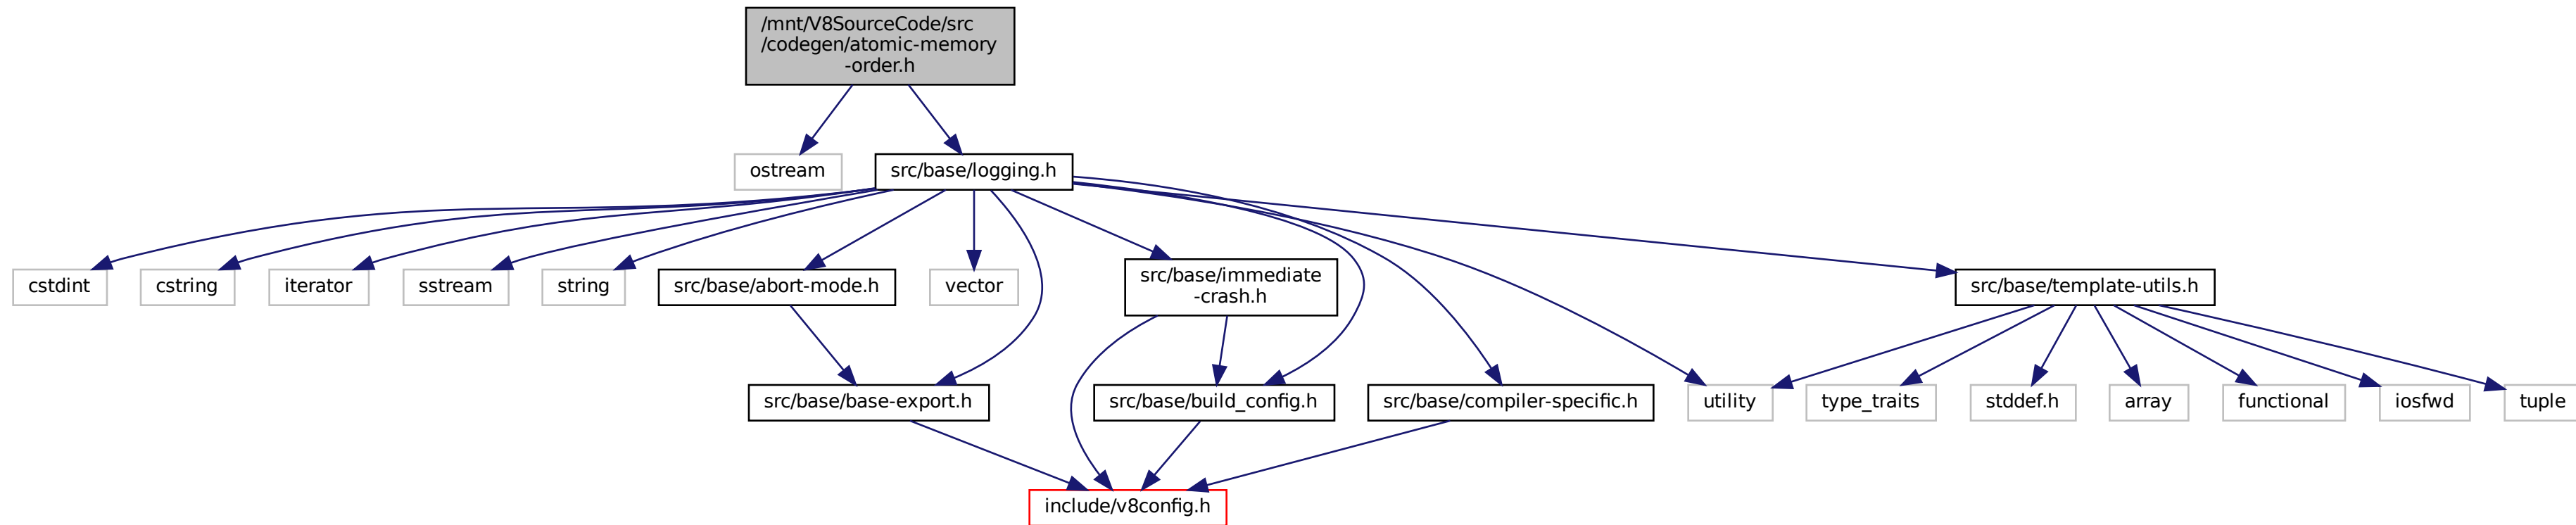 /mnt/V8SourceCode/src
/codegen/atomic-memory
-order.h
ostream
src/base/logging.h
cstdint
cstring
iterator
sstream
string
src/base/abort-mode.h
vector
src/base/immediate
-crash.h
src/base/template-utils.h
src/base/base-export.h
src/base/build_config.h
src/base/compiler-specific.h
utility
type_traits
stddef.h
array
functional
iosfwd
tuple
include/v8config.h